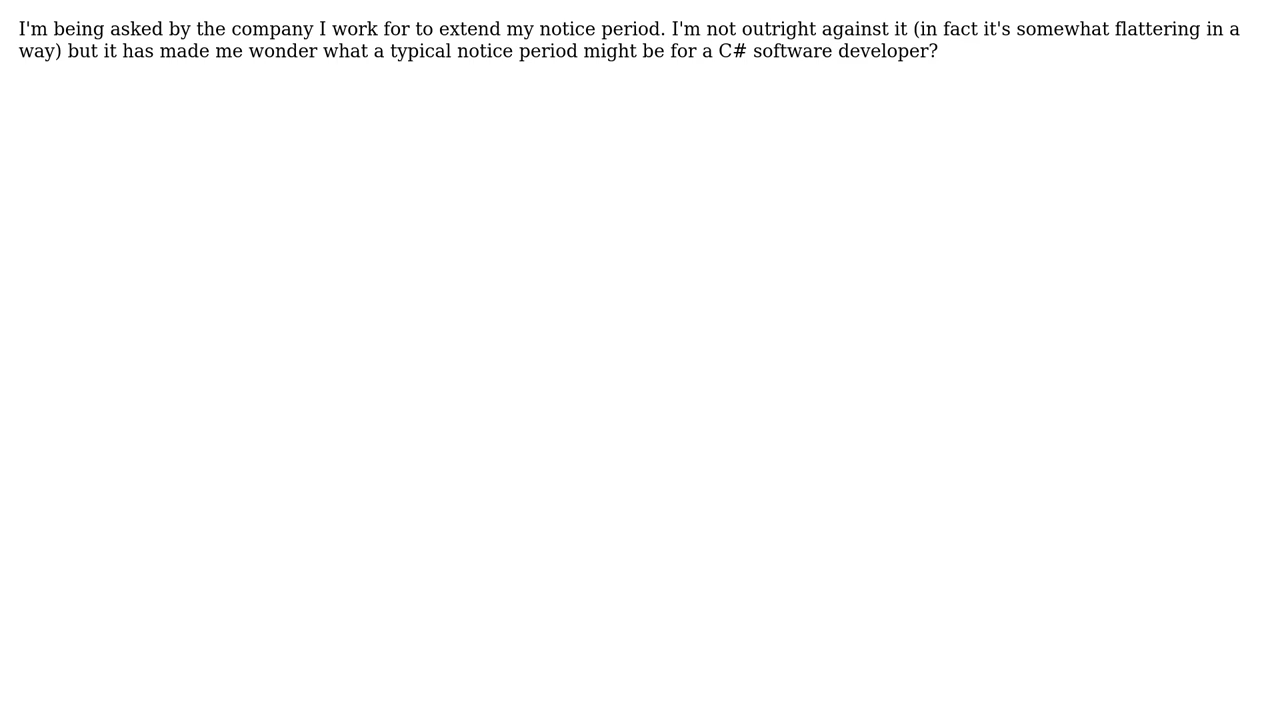 I'm being asked by the company I work for to extend my notice period. I'm not outright against it (in fact it's somewhat flattering in a
way) but it has made me wonder what a typical notice period might be for a C# software developer?